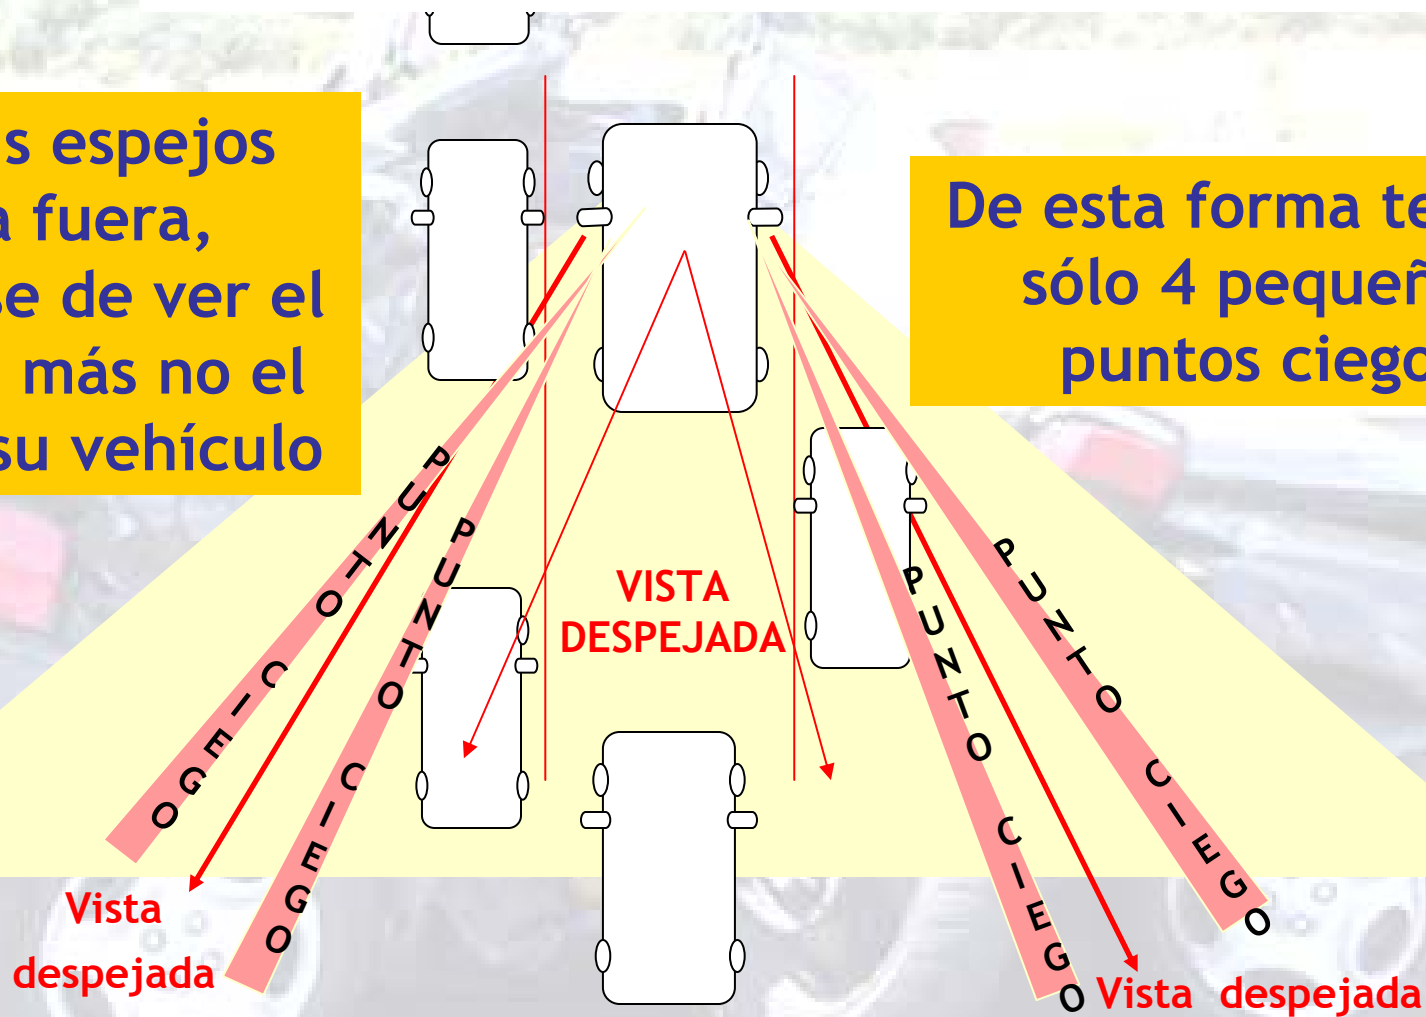 s espejos
a fuera,
se de ver el
más no el
su vehículo
De esta forma te
sólo 4 pequeñ
puntos ciego
PUNTO CIEGO
PUNTO CIEGO
VISTA
DESPEJADA
PUNTO CIEGO
PUNTO CIEGO
Vista
despejada
Vista despejada